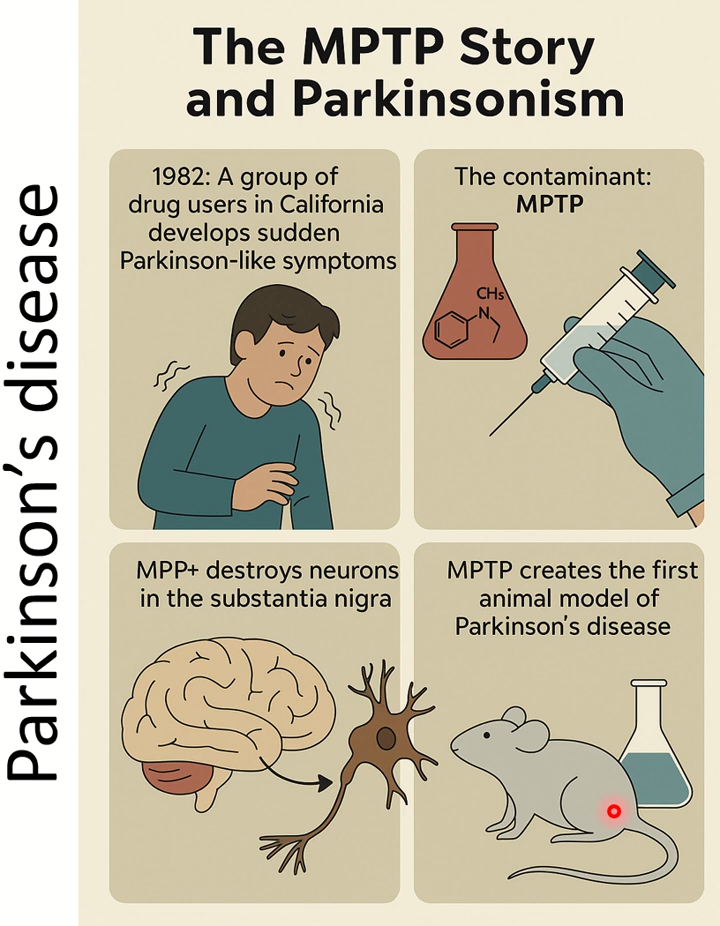 Parkinson's disease
The MPTP Story
and Parkinsonism
1982: A group of
drug users in California
develops sudden
Parkinson-like symptoms
The contaminant:
MPTP
CHs
N
MPP+ destroys neurons
in the substantia nigra
MPTP creates the first
animal model of
Parkinson's disease